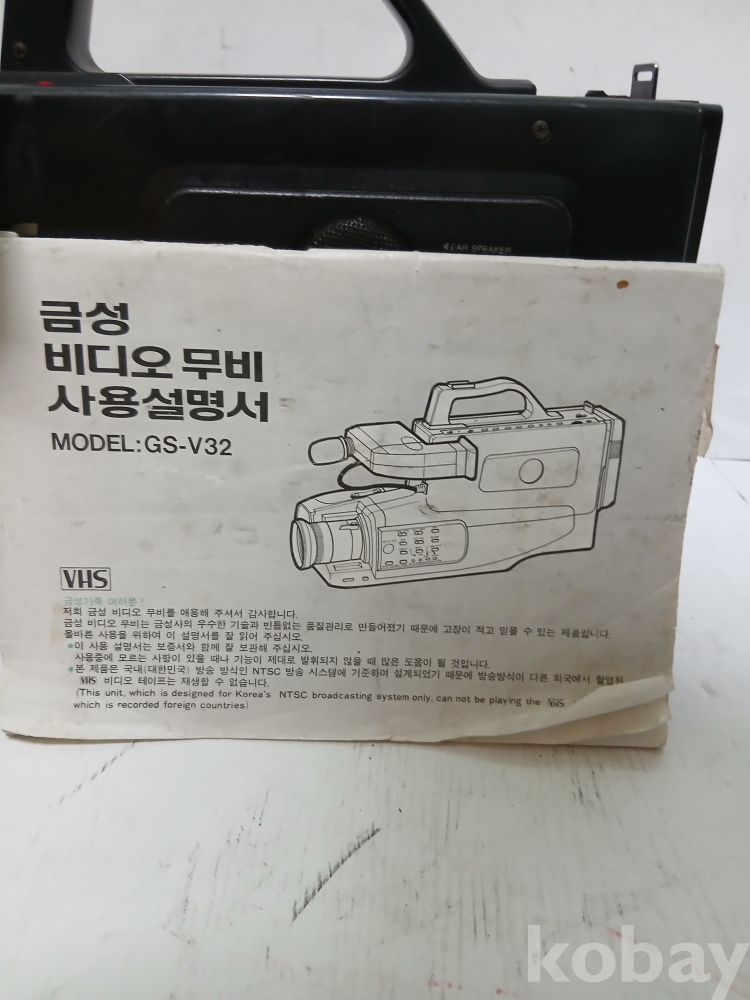 ◀ EAR SPEAKER
금성
비디오 무비
사용설명서
MODEL:GS-V32
VHS
금성가족 여러분!
저희 금성 비디오 무비를 애용해 주셔서 감사합니다.
금성 비디오 무비는 금성사의 우수한 기술과 빈틈없는 품질관리로 만들어졌기 때문에 고장이 적고 믿을 수 있는 제품입니다.
올바른 사용을 위하여 이 설명서를 잘 읽어 주십시오.
•이 사용 설명서는 보증서와 함께 잘 보관해 주십시오.
사용중에 모르는 사항이 있을 때나 기능이 제대로 발휘되지 않을 때 많은 도움이 될 것입니다.
•본 제품은 국내(대한민국) 방송 방식인 NTSC 방송 시스템에 기준하여 설계되었기 때문에 방송방식이 다른 외국에서 촬영된
VHS 비디오 테이프는 재생할 수 없습니다.
(This unit, which is designed for Korea's NTSC broadcasting system only, can not be playing the VHS
which is recorded foreign countries)
kobay